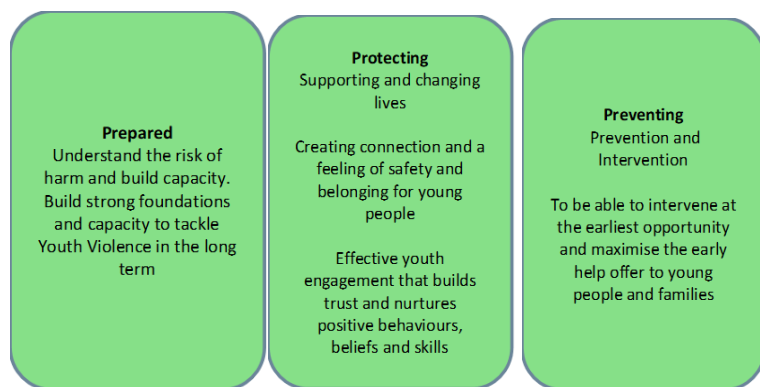 Prepared
Understand the risk of
harm and build capacity.
Build strong foundations
and capacity to tackle
Youth Violence in the long
term
Protecting
Supporting and changing
lives
Creating connection and a
feeling of safety and
belonging for young
people
Effective youth
engagement that builds
trust and nurtures
positive behaviours,
beliefs and skills
Preventing
Prevention and
Intervention
To be able to intervene at
the earliest opportunity
and maximise the early
help offer to young
people and families